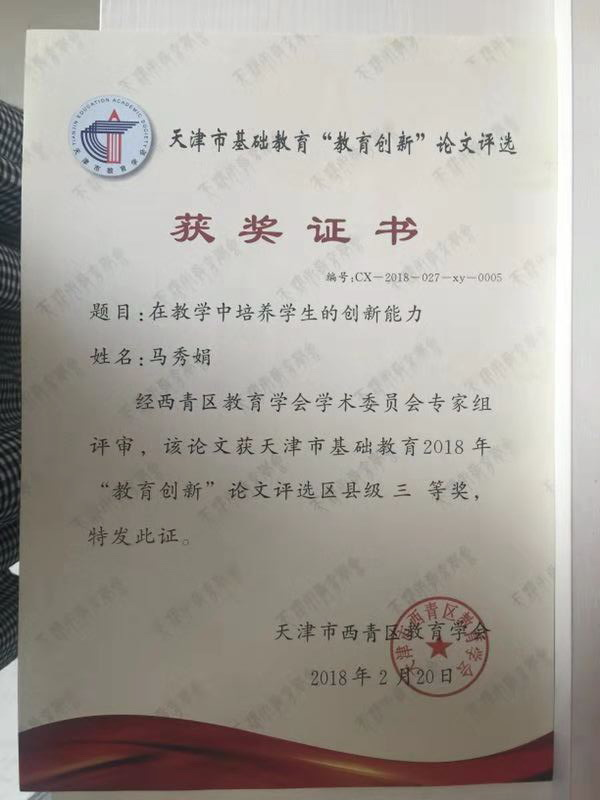 TIANJIN EDUCATION ACADEMIC SOCIETY
天津市教育学会
天津市基础教育“教育创新”论文评选
获奖证书
编号:CX-2018-027-xy-0005
题目:在教学中培养学生的创新能力
姓名:马秀娟
经西青区教育学会学术委员会专家组
评审，该论文获天津市基础教育2018年
“教育创新”论文评选区县级 三 等奖，
特发此证。
天津市西青区教育学会
2018年2月20日
天津市西青区教育学会